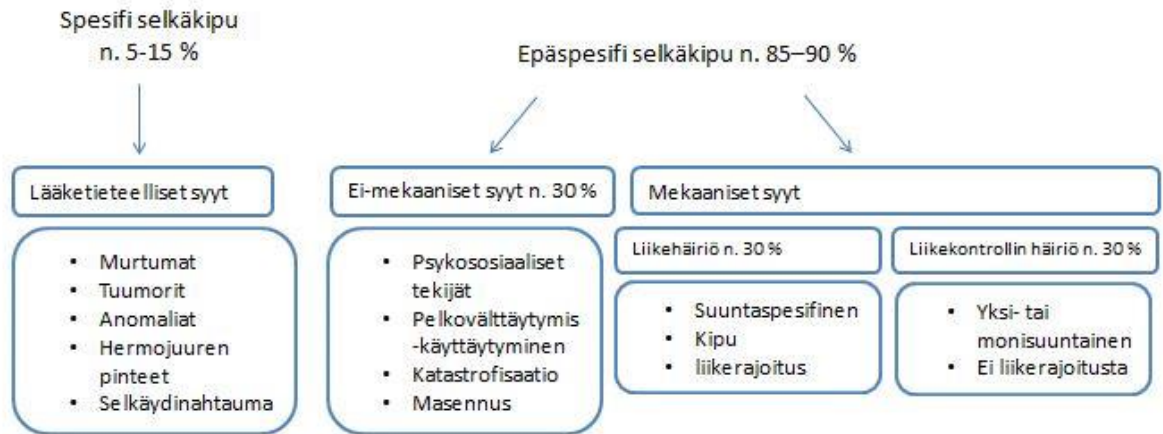 Spesifi selkäkipu
n. 5-15 %
Epäspesifi selkäkipu n. 85–90 %
Lääketieteelliset syyt
• Murtumat
• Tuumorit
• Anomaliat
• Hermojuuren
pinteet
• Selkäydinahtauma
Ei-mekaaniset syyt n. 30 %
• Psykososiaaliset
tekijät
• Pelkovälttäytymis
-käyttäytyminen
• Katastrofisaatio
• Masennus
Mekaaniset syyt
Liikehäiriö n. 30 %
• Suuntaspesifinen
• Kipu
• liikerajoitus
Liikekontrollin häiriö n. 30 %
• Yksi- tai
monisuuntainen
• Ei liikerajoitusta